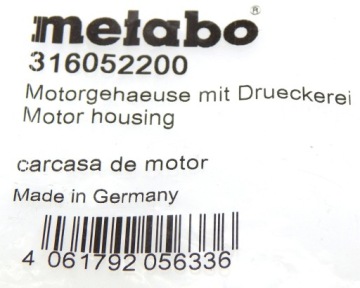 metabo®
316052200
Motorgehaeuse mit Drueckerei
Motor housing
carcasa de motor
Made in Germany
4 061792 056336